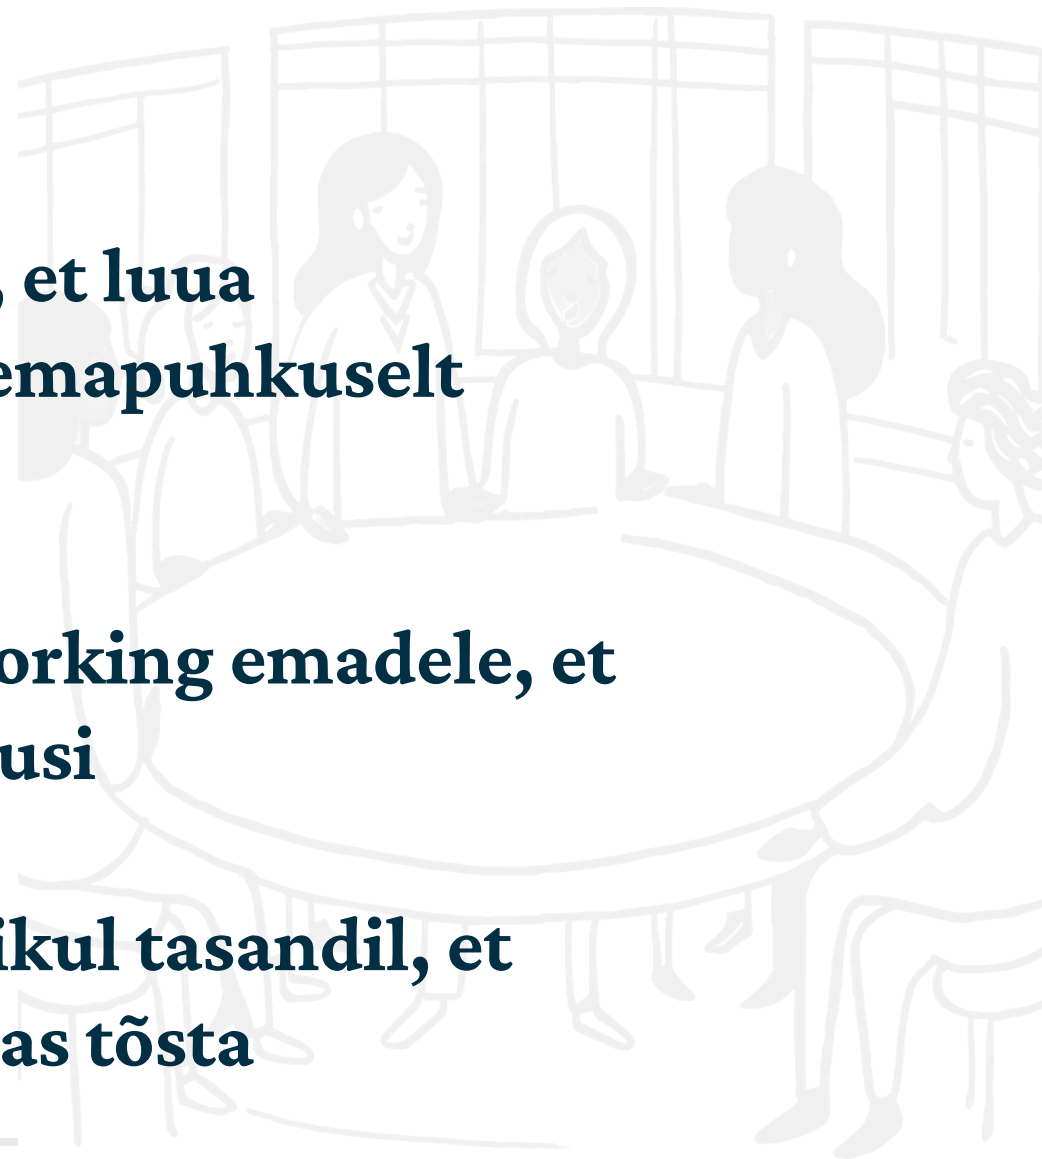 , et luua
emapuhkuselt
orking emadele, et
usi
ikul tasandil, et
as tõsta